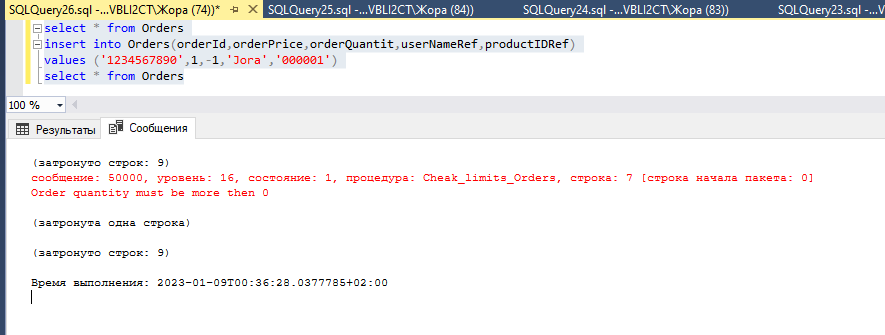 SQLQuery26.sql -...VBLI2CT\Жора (74))* SQLQuery25.sql -...VBLI2CT\Жора (84)) SQLQuery24.sql -...VBLI2CT\Жора (83)) SQLQuery23.sql -...VBLI2CT\Жора
select * from Orders
insert into Orders(orderId,orderPrice,orderQuantit,userNameRef,productIDRef)
values ('1234567890',1,-1,'Jora','000001')
select * from Orders
100 %
Результаты Сообщения
(затронуто строк: 9)
сообщение: 50000, уровень: 16, состояние: 1, процедура: Cheak_limits_Orders, строка: 7 [строка начала пакета: 0]
Order quantity must be more then 0
(затронута одна строка)
(затронуто строк: 9)
Время выполнения: 2023-01-09T00:36:28.0377785+02:00